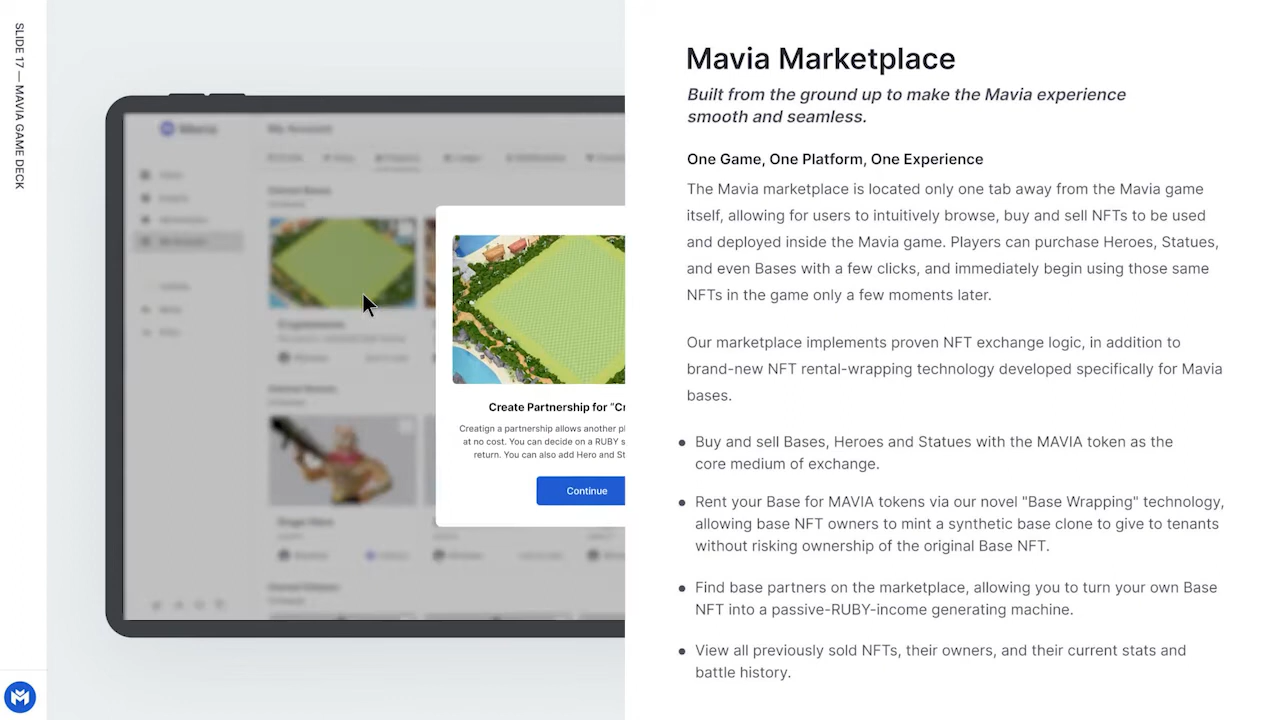 SLIDE 17 — MAVIA GAME DECK
Mavia
My Account
Create Partnership for “Cr
Creatign a partnership allows another pl
at no cost. You can decide on a RUBY s
return. You can also add Hero and St
Continue
Mavia Marketplace
Built from the ground up to make the Mavia experience
smooth and seamless.
One Game, One Platform, One Experience
The Mavia marketplace is located only one tab away from the Mavia game
itself, allowing for users to intuitively browse, buy and sell NFTs to be used
and deployed inside the Mavia game. Players can purchase Heroes, Statues,
and even Bases with a few clicks, and immediately begin using those same
NFTs in the game only a few moments later.
Our marketplace implements proven NFT exchange logic, in addition to
brand-new NFT rental-wrapping technology developed specifically for Mavia
bases.
• Buy and sell Bases, Heroes and Statues with the MAVIA token as the
core medium of exchange.
• Rent your Base for MAVIA tokens via our novel "Base Wrapping" technology,
allowing base NFT owners to mint a synthetic base clone to give to tenants
without risking ownership of the original Base NFT.
• Find base partners on the marketplace, allowing you to turn your own Base
NFT into a passive-RUBY-income generating machine.
• View all previously sold NFTs, their owners, and their current stats and
battle history.